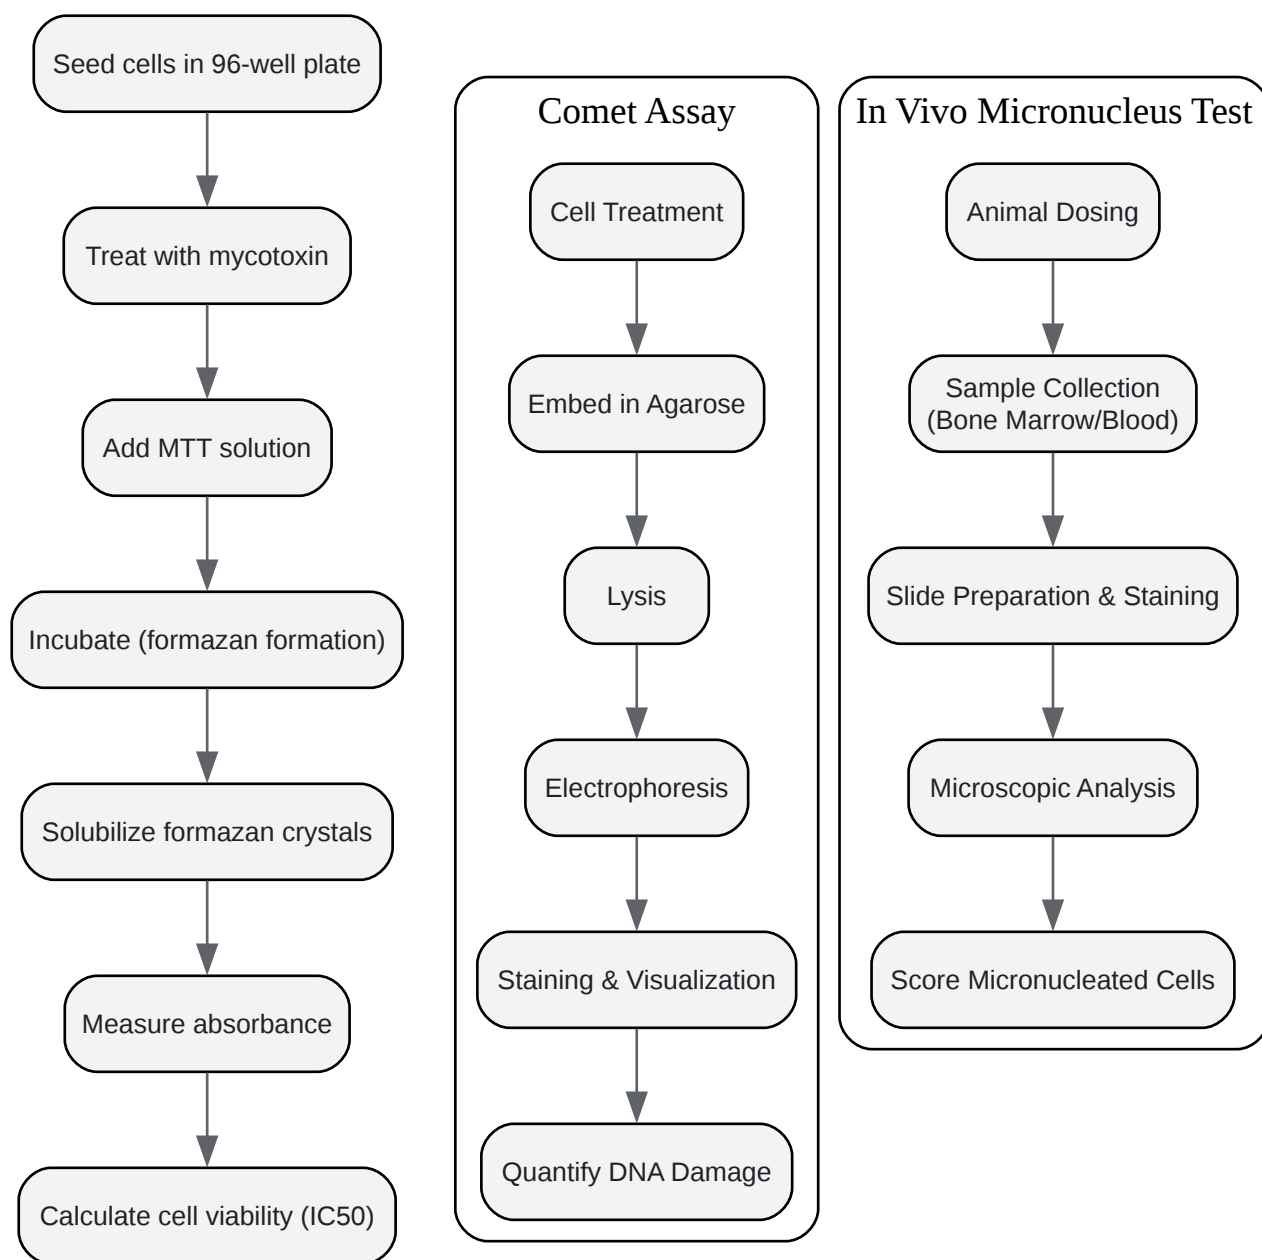 Seed cells in 96-well plate
Treat with mycotoxin
Add MTT solution
Incubate (formazan formation)
Solubilize formazan crystals
Measure absorbance
Calculate cell viability (IC50)
Comet Assay
Cell Treatment
Embed in Agarose
Lysis
Electrophoresis
Staining & Visualization
Quantify DNA Damage
In Vivo Micronucleus Test
Animal Dosing
Sample Collection
(Bone Marrow/Blood)
Slide Preparation & Staining
Microscopic Analysis
Score Micronucleated Cells